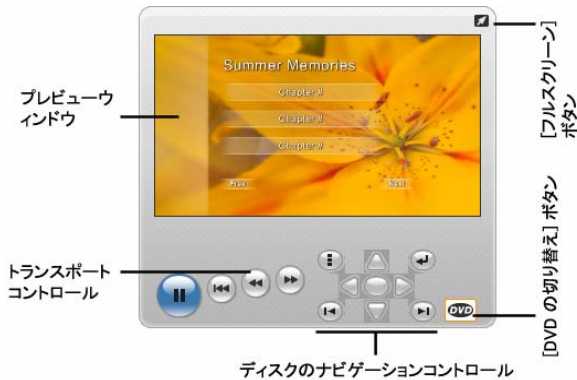 [フルスクリーン]
ボタン
Summer Memories
Chapter #
Chapter #
Chapter #
Prev
Next
プレビューウ
ィンドウ
トランスポート
コントロール
DVD
[DVD の切り替え] ボタン
ディスクのナビゲーションコントロール